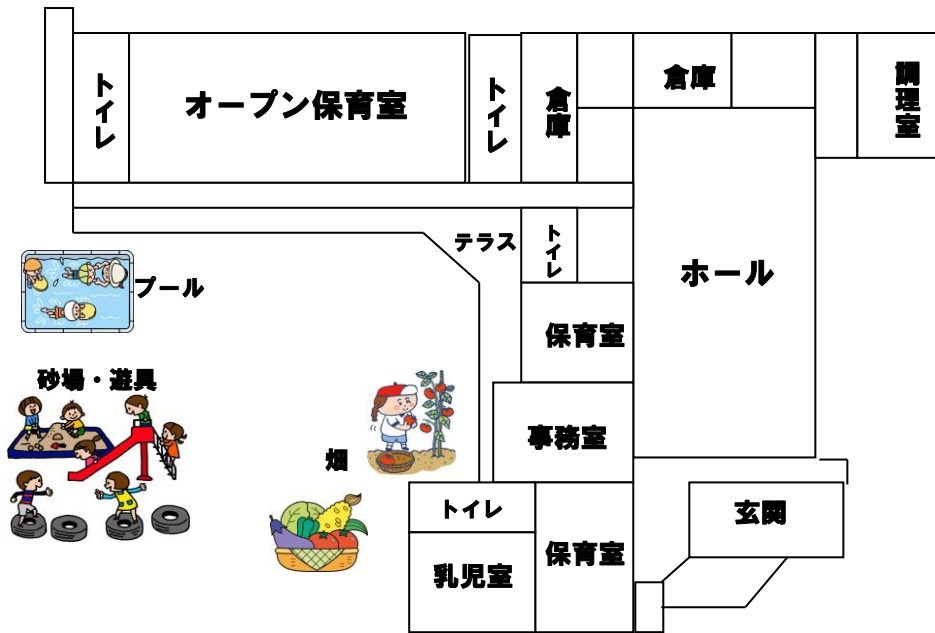 トイレ
オープン保育室
トイレ
倉庫
倉庫
調理室
テラス
トイレ
ホール
プール
保育室
砂場・遊具
事務室
畑
トイレ
玄関
保育室
乳児室